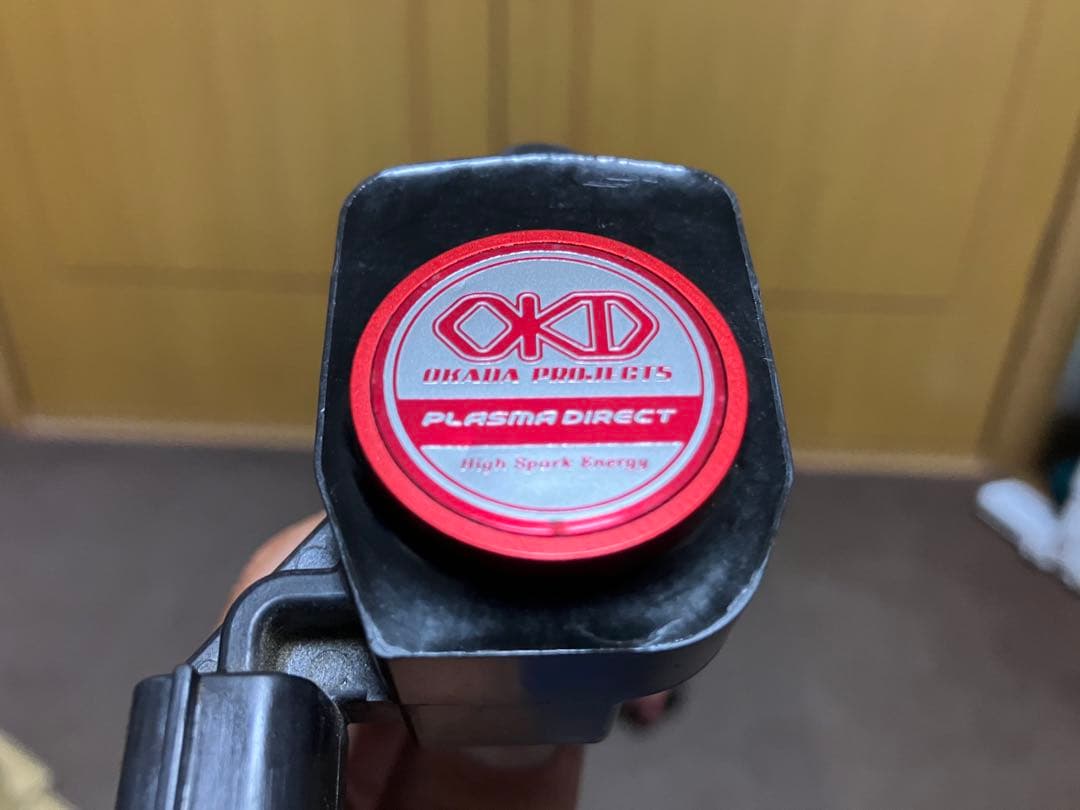 OKD
OKADA PROJECTS
PLASMA DIRECT
High Spark Energy